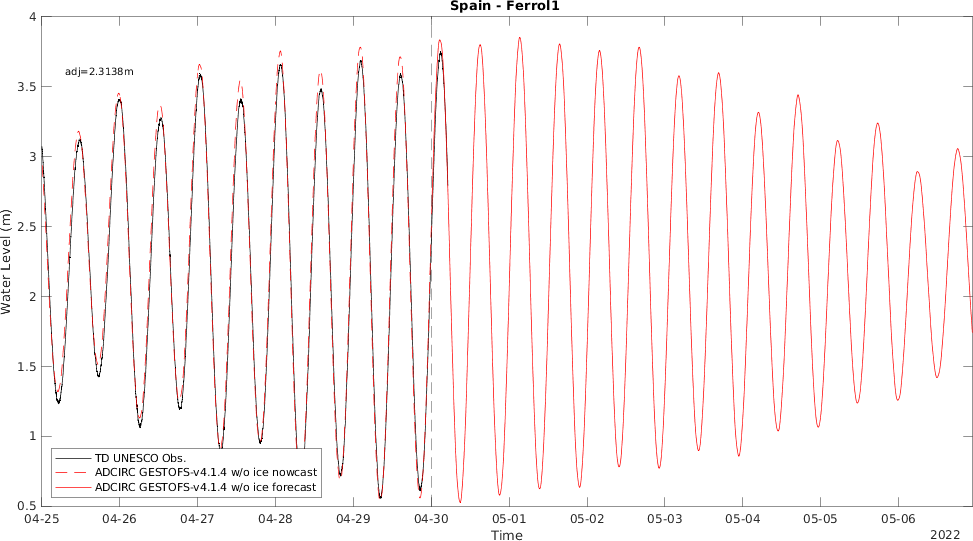 Spain - Ferrol1
4
3.5
3
2.5
2
1.5
1
0.5
Water Level (m)
adj=2.3138m
TD UNESCO Obs.
ADCIRC GESTOFS-v4.1.4 w/o ice nowcast
ADCIRC GESTOFS-v4.1.4 w/o ice forecast
04-25 04-26 04-27 04-28 04-29 04-30 05-01 05-02 05-03 05-04 05-05 05-06
Time
2022